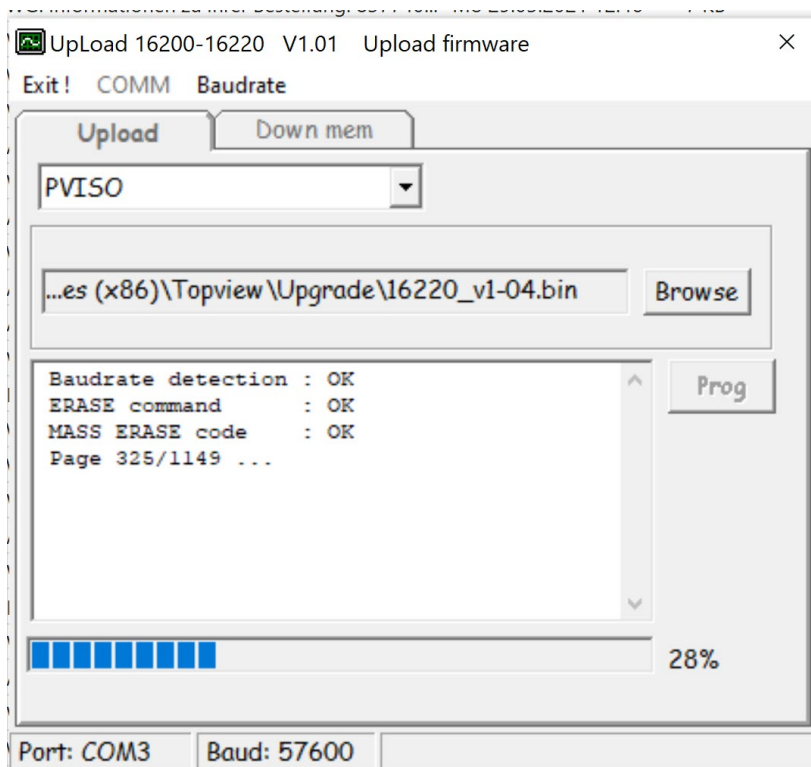 UpLoad 16200-16220 V1.01 Upload firmware
Exit! COMM Baudrate
Upload Down mem
PVISO
...es (x86)\Topview\Upgrade\16220_v1-04.bin Browse
Baudrate detection : OK
ERASE command : OK
MASS ERASE code : OK
Page 325/1149 ...
Prog
28%
Port: COM3 Baud: 57600